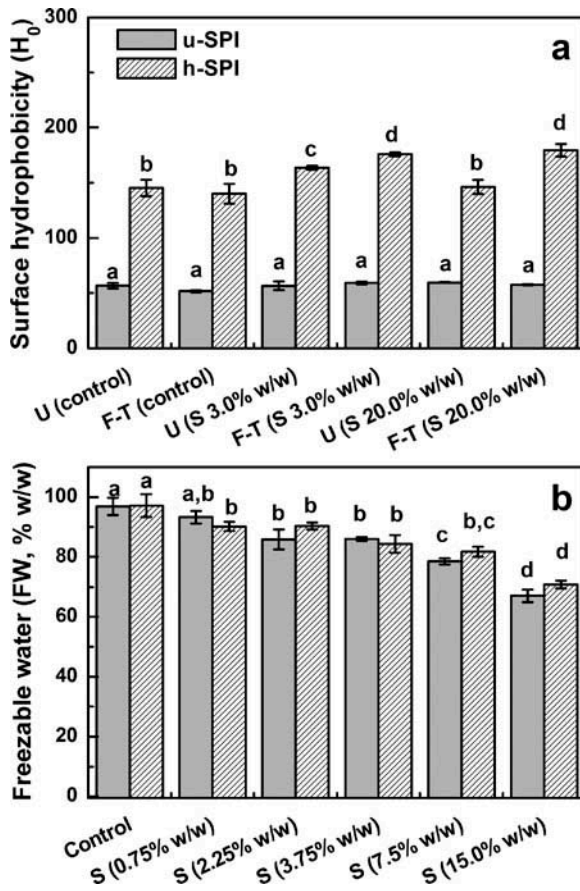 300
200
100
0
Surface hydrophobicity (H0)
u-SPI
h-SPI
a
a b a b a c a d a b a d
U (control)
F-T (control)
U (S 3.0% w/w)
F-T (S 3.0% w/w)
U (S 20.0% w/w)
F-T (S 20.0% w/w)
100
80
60
40
20
0
Freezable water (FW, % w/w)
b
a a a,b b b b b b c b,c d d
Control
S (0.75% w/w)
S (2.25% w/w)
S (3.75% w/w)
S (7.5% w/w)
S (15.0% w/w)